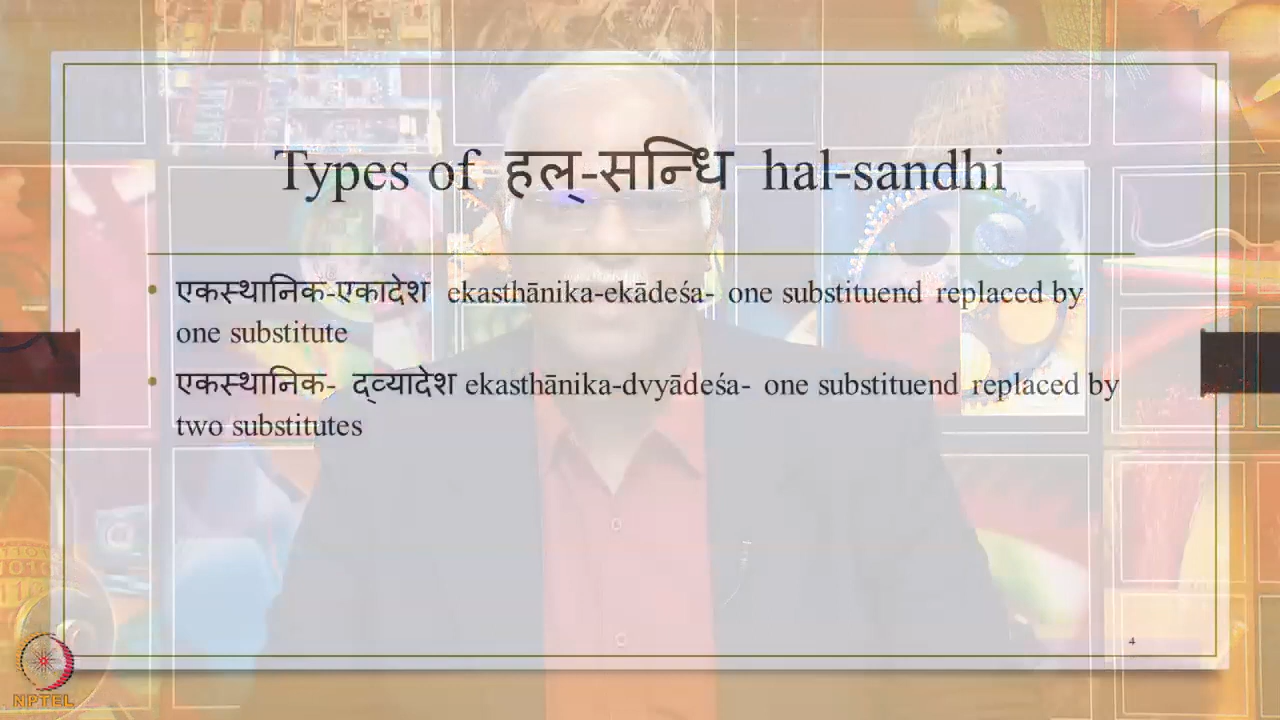 Types of हल्-सन्धि hal-sandhi
• एकस्थानिक-एकादेश ekasthānika-ekādeśa- one substituend replaced by
one substitute
• एकस्थानिक- द्व्यादेश ekasthānika-dvyādeśa- one substituend replaced by
two substitutes
4
NPTEL